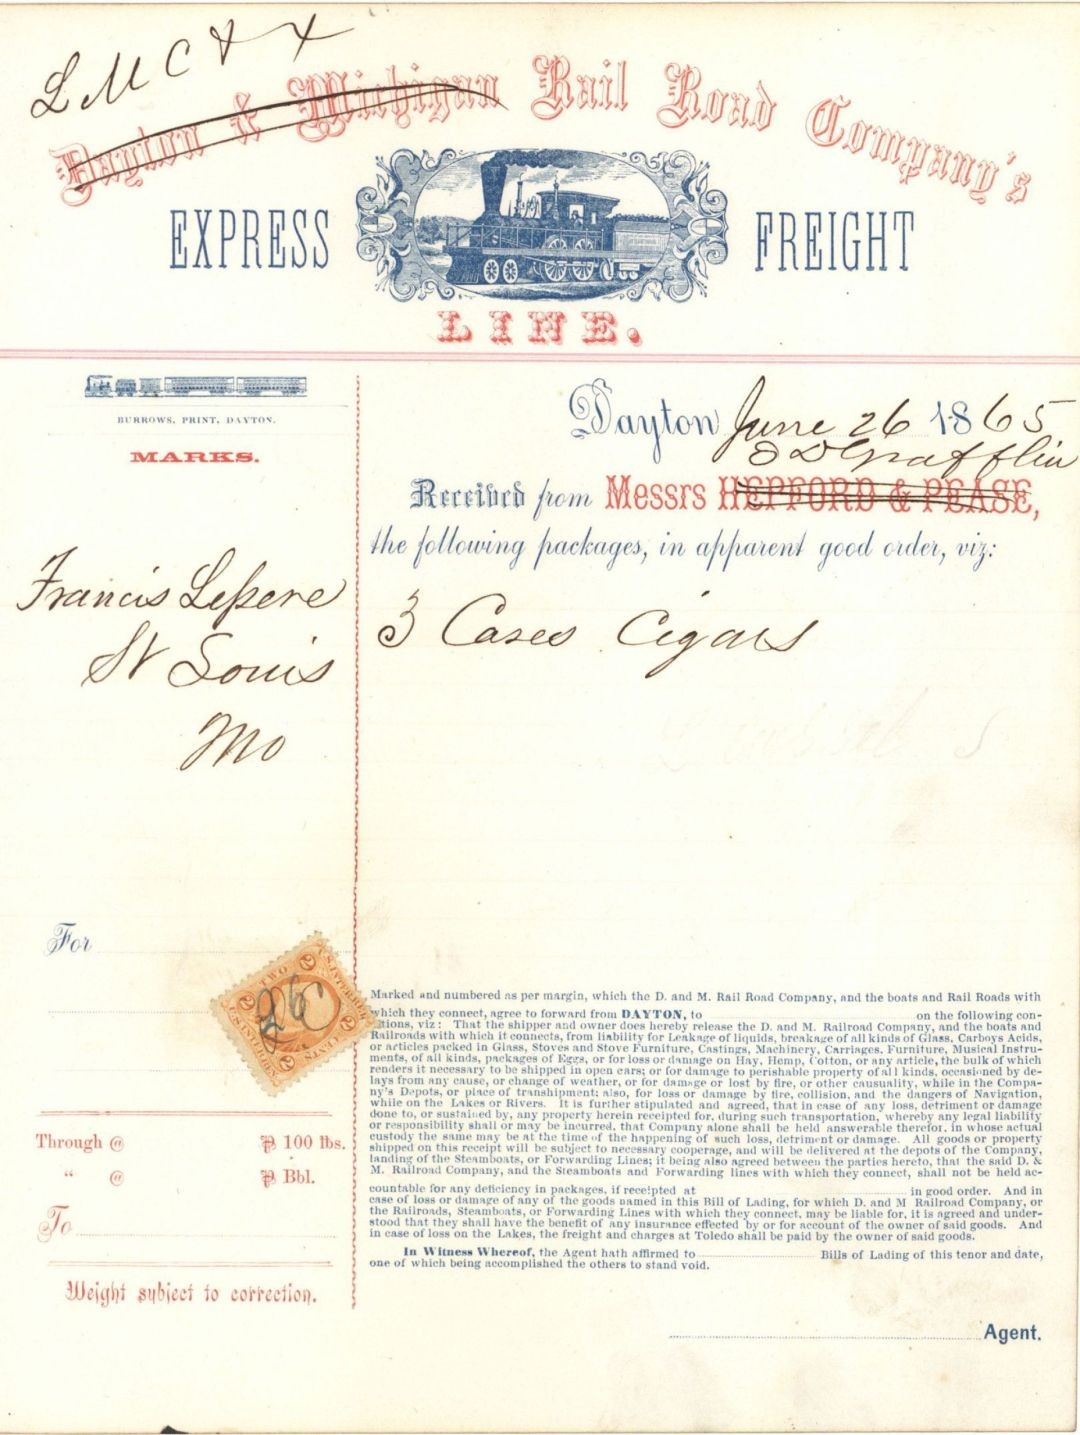 L M C & X
Dayton & Michigan Rail Road Company's
EXPRESS FREIGHT
LINE.
BURROWS, PRINT, DAYTON.
MARKS.
Francis Lepere
St Louis
Mo
For
TWO
U.S. INTER. REV.
CENTS
26
Through @ ⅌ 100 lbs.
“ @ ⅌ Bbl.
To
Weight subject to correction.
Dayton June 26 1865
Grafflin
Received from Messrs HEPFORD & PEASE,
the following packages, in apparent good order, viz:
3 Cases Cigars
Marked and numbered as per margin, which the D. and M. Rail Road Company, and the boats and Rail Roads with
which they connect, agree to forward from DAYTON, to on the following con-
tions, viz: That the shipper and owner does hereby release the D. and M. Railroad Company, and the boats and
Railroads with which it connects, from liability for Leakage of liquids, breakage of all kinds of Glass, Carboys Acids,
or articles packed in Glass, Stoves and Stove Furniture, Castings, Machinery, Carriages, Furniture, Musical Instru-
ments, of all kinds, packages of Eggs, or for loss or damage on Hay, Hemp, Cotton, or any article, the bulk of which
renders it necessary to be shipped in open cars; or for damage to perishable property of all kinds, occasioned by de-
lays from any cause, or change of weather, or for damage or lost by fire, or other causuality, while in the Compa-
ny's Depots, or place of transhipment; also, for loss or damage by fire, collision, and the dangers of Navigation,
while on the Lakes or Rivers. It is further stipulated and agreed, that in case of any loss, detriment or damage
done to, or sustained by, any property herein receipted for, during such transportation, whereby any legal liability
or responsibility shall or may be incurred, that Company alone shall be held answerable therefor, in whose actual
custody the same may be at the time of the happening of such loss, detriment or damage. All goods or property
shipped on this receipt will be subject to necessary cooperage, and will be delivered at the depots of the Company,
landing of the Steamboats, or Forwarding Lines; it being also agreed between the parties hereto, that the said D. &
M. Railroad Company, and the Steamboats and Forwarding lines with which they connect, shall not be held ac-
countable for any deficiency in packages, if receipted at in good order. And in
case of loss or damage of any of the goods named in this Bill of Lading, for which D. and M Railroad Company, or
the Railroads, Steamboats, or Forwarding Lines with which they connect, may be liable for, it is agreed and under-
stood that they shall have the benefit of any insurance effected by or for account of the owner of said goods. And
in case of loss on the Lakes, the freight and charges at Toledo shall be paid by the owner of said goods.
In Witness Whereof, the Agent hath affirmed to Bills of Lading of this tenor and date,
one of which being accomplished the others to stand void.
Agent.